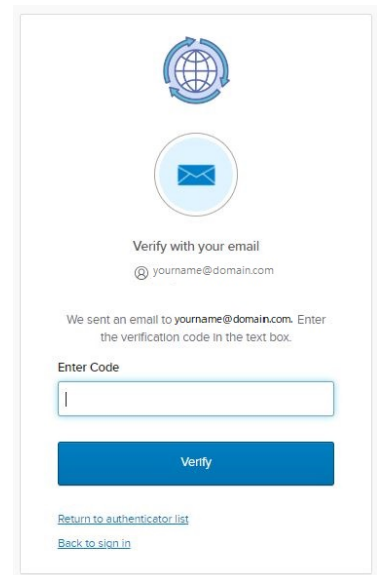 Verify with your email
yourname@domain.com
We sent an email to yourname@domain.com. Enter
the verification code in the text box.
Enter Code
Verify
Return to authenticator list
Back to sign in